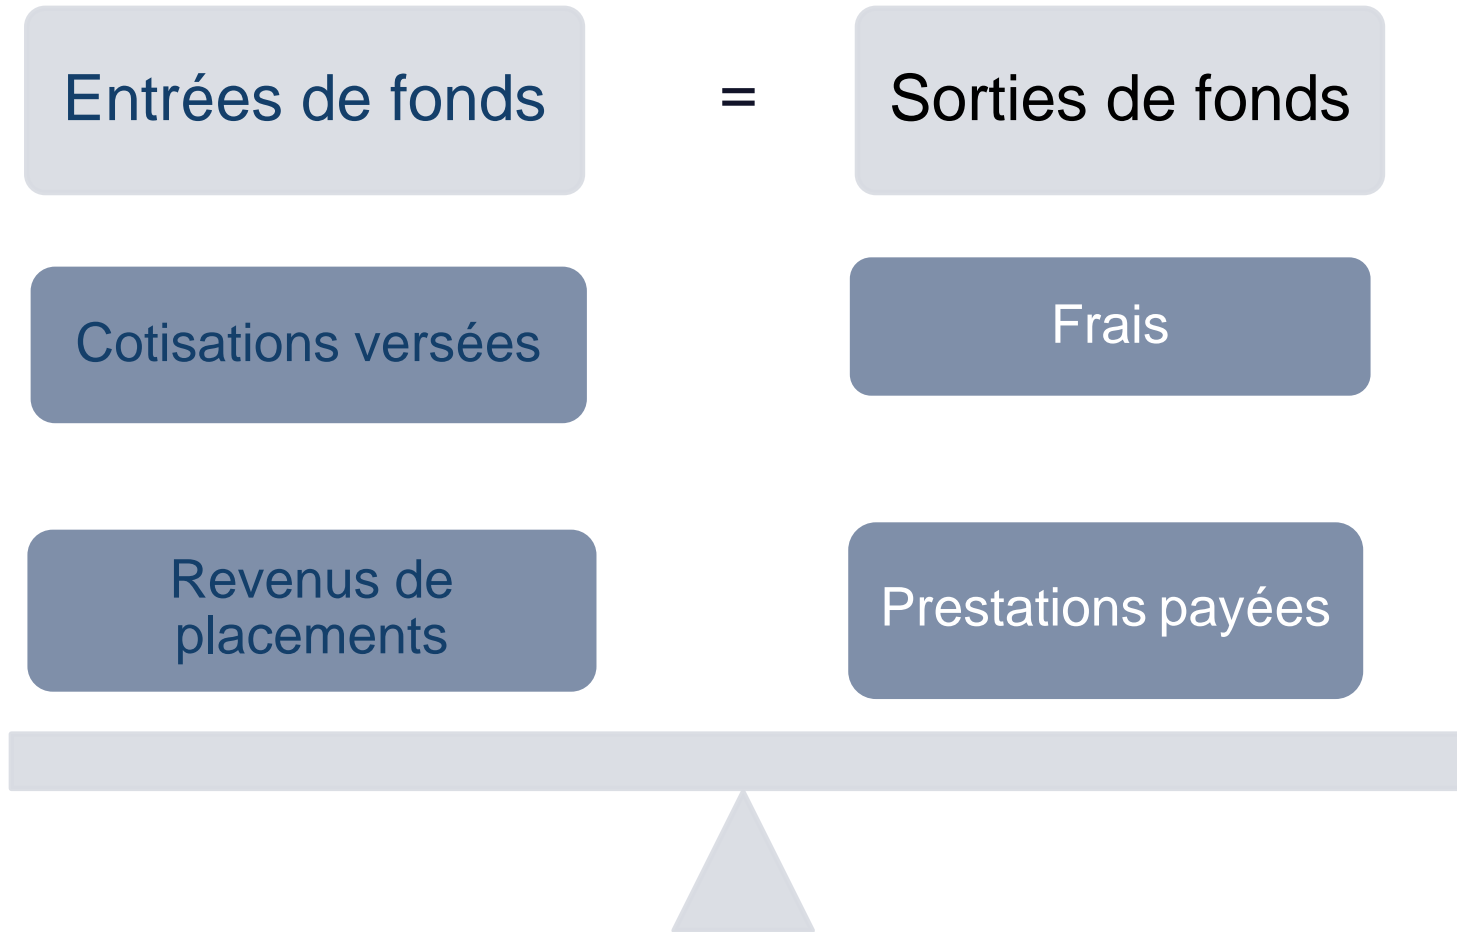 Entrées de fonds
=
Sorties de fonds
Cotisations versées
Frais
Revenus de
placements
Prestations payées